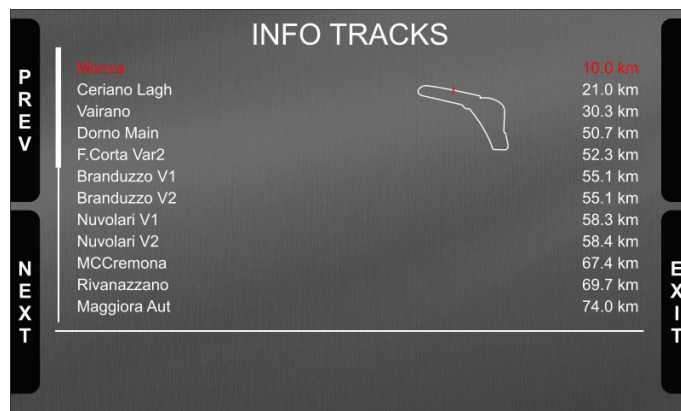 INFO TRACKS
PREV
Monza 10.0 km
Ceriano Lagh 21.0 km
Vairano 30.3 km
Dorno Main 50.7 km
F.Corta Var2 52.3 km
Branduzzo V1 55.1 km
Branduzzo V2 55.1 km
Nuvolari V1 58.3 km
Nuvolari V2 58.4 km
MCCremona 67.4 km
Rivanazzano 69.7 km
Maggiora Aut 74.0 km
NEXT
EXIT